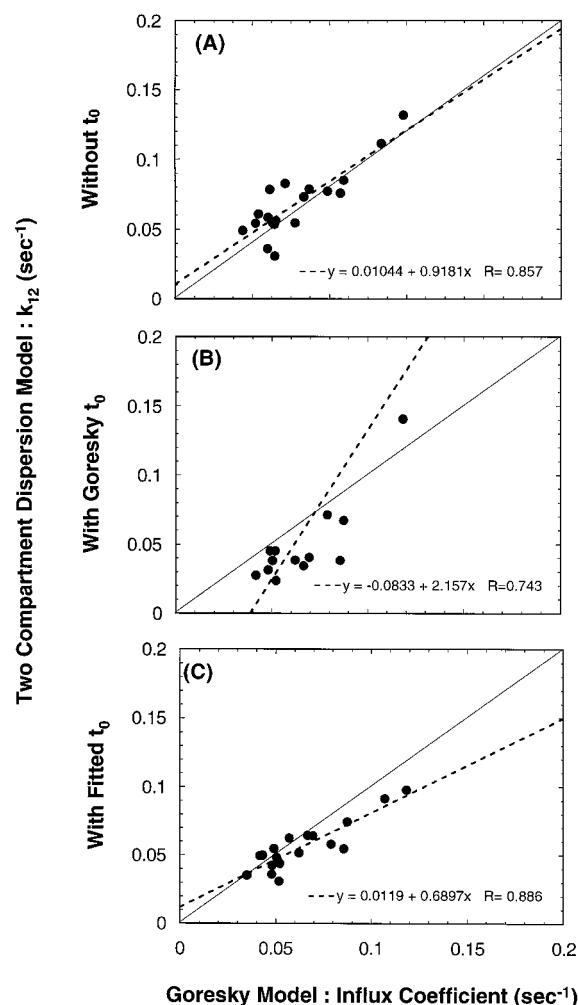 Two Compartment Dispersion Model : k12 (sec-1)
Without t0
0.2
(A)
0.15
0.1
0.05
y = 0.01044 + 0.9181x R= 0.857
0
With Goresky t0
0.2
(B)
0.15
0.1
0.05
y = -0.0833 + 2.157x R=0.743
0
With Fitted t0
0.2
(C)
0.15
0.1
0.05
y = 0.0119 + 0.6897x R= 0.886
0
0 0.05 0.1 0.2
Goresky Model : Influx Coefficient (sec-1)